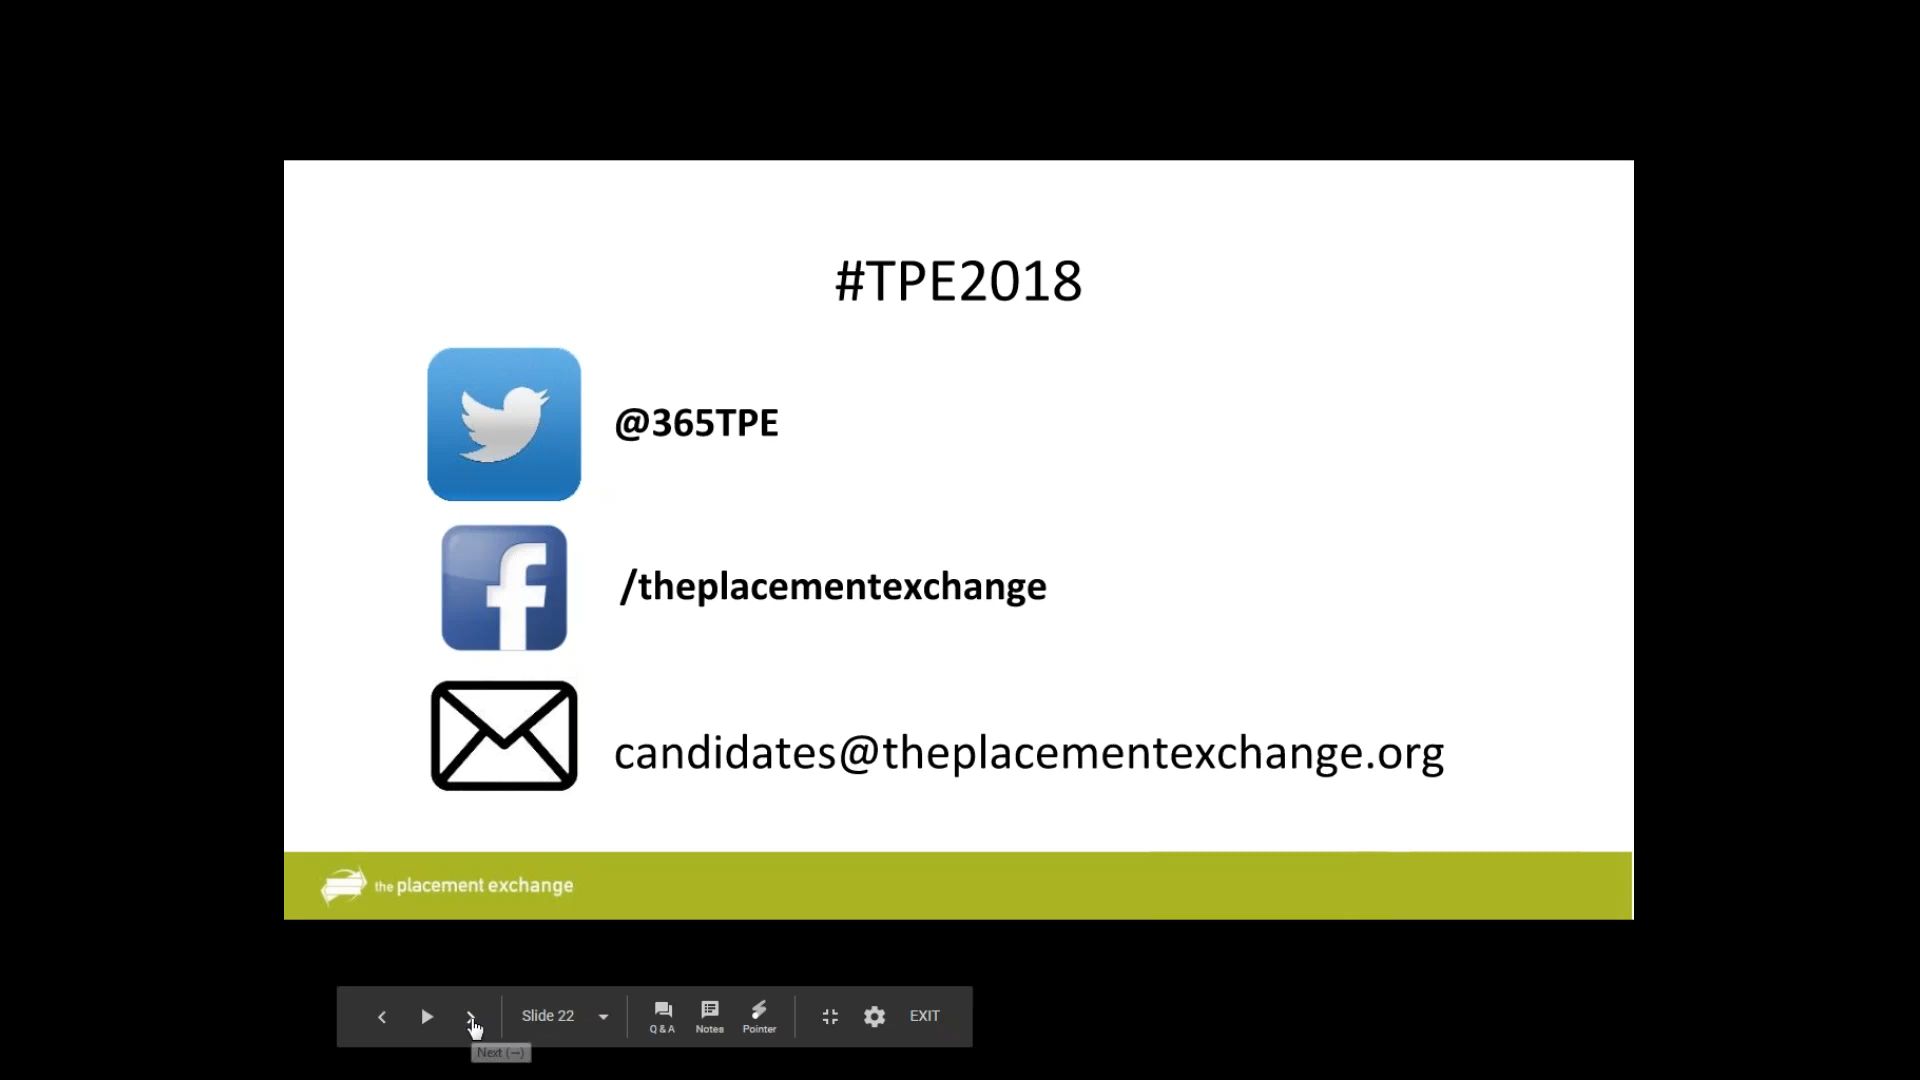 #TPE2018
@365TPE
/theplacementexchange
candidates@theplacementexchange.org
the placement exchange
Slide 22
Q & A
Notes
Pointer
EXIT
Next (→)